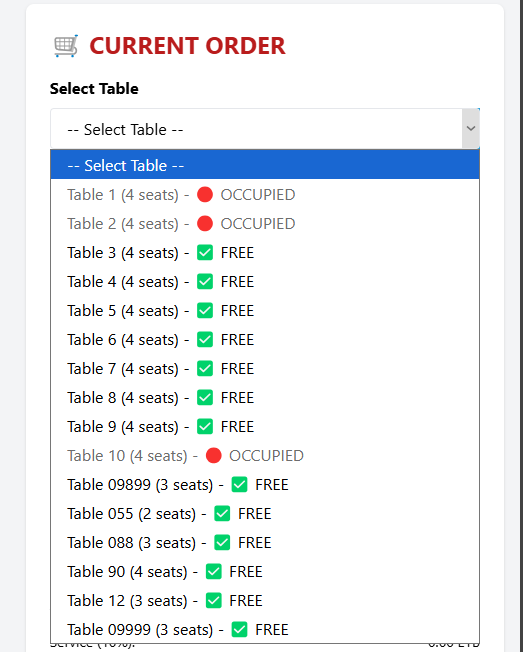 CURRENT ORDER
Select Table
-- Select Table --
-- Select Table --
Table 1 (4 seats) - 🔴 OCCUPIED
Table 2 (4 seats) - 🔴 OCCUPIED
Table 3 (4 seats) - ✅ FREE
Table 4 (4 seats) - ✅ FREE
Table 5 (4 seats) - ✅ FREE
Table 6 (4 seats) - ✅ FREE
Table 7 (4 seats) - ✅ FREE
Table 8 (4 seats) - ✅ FREE
Table 9 (4 seats) - ✅ FREE
Table 10 (4 seats) - 🔴 OCCUPIED
Table 09899 (3 seats) - ✅ FREE
Table 055 (2 seats) - ✅ FREE
Table 088 (3 seats) - ✅ FREE
Table 90 (4 seats) - ✅ FREE
Table 12 (3 seats) - ✅ FREE
Table 09999 (3 seats) - ✅ FREE
Service (10%):